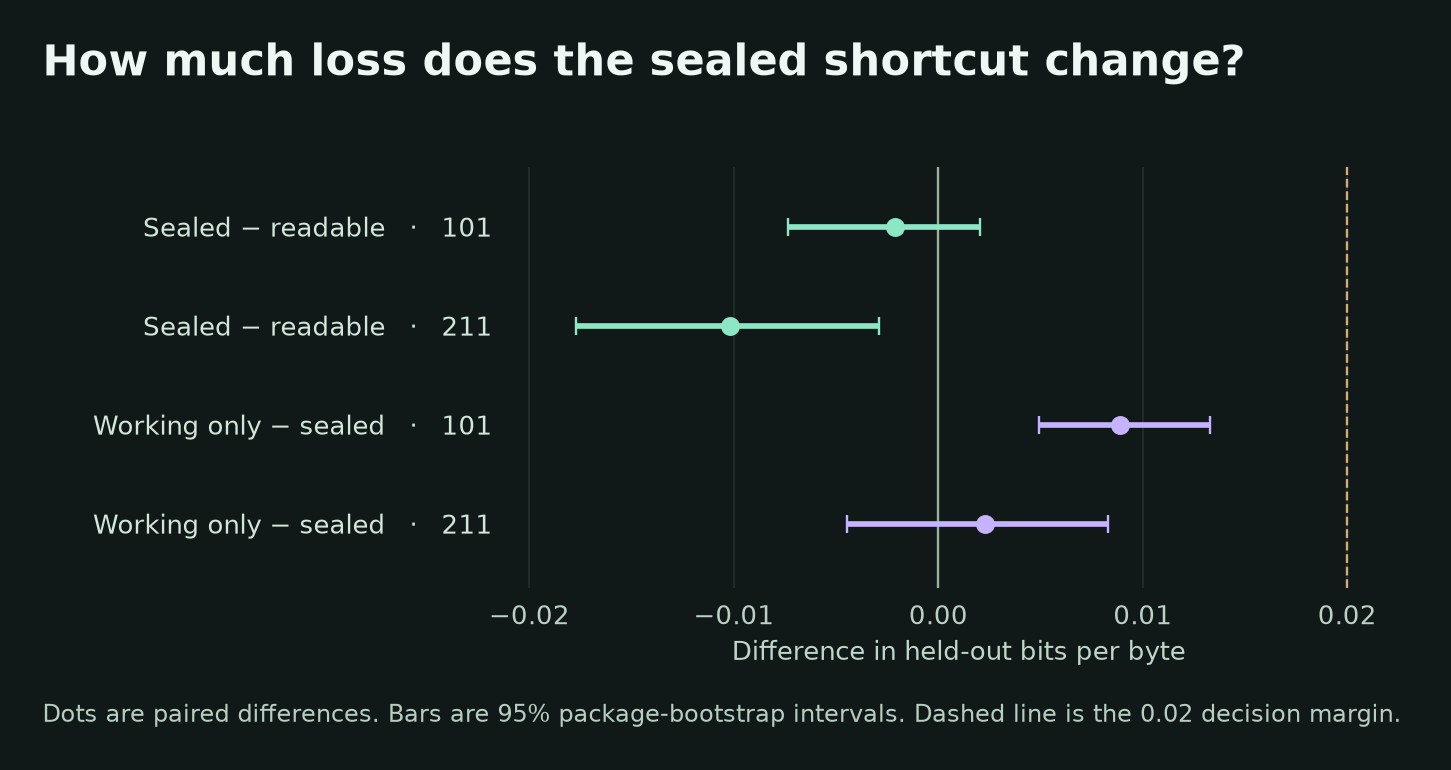 How much loss does the sealed shortcut change?
Sealed − readable · 101
Sealed − readable · 211
Working only − sealed · 101
Working only − sealed · 211
−0.02 −0.01 0.00 0.01 0.02
Difference in held-out bits per byte
Dots are paired differences. Bars are 95% package-bootstrap intervals. Dashed line is the 0.02 decision margin.